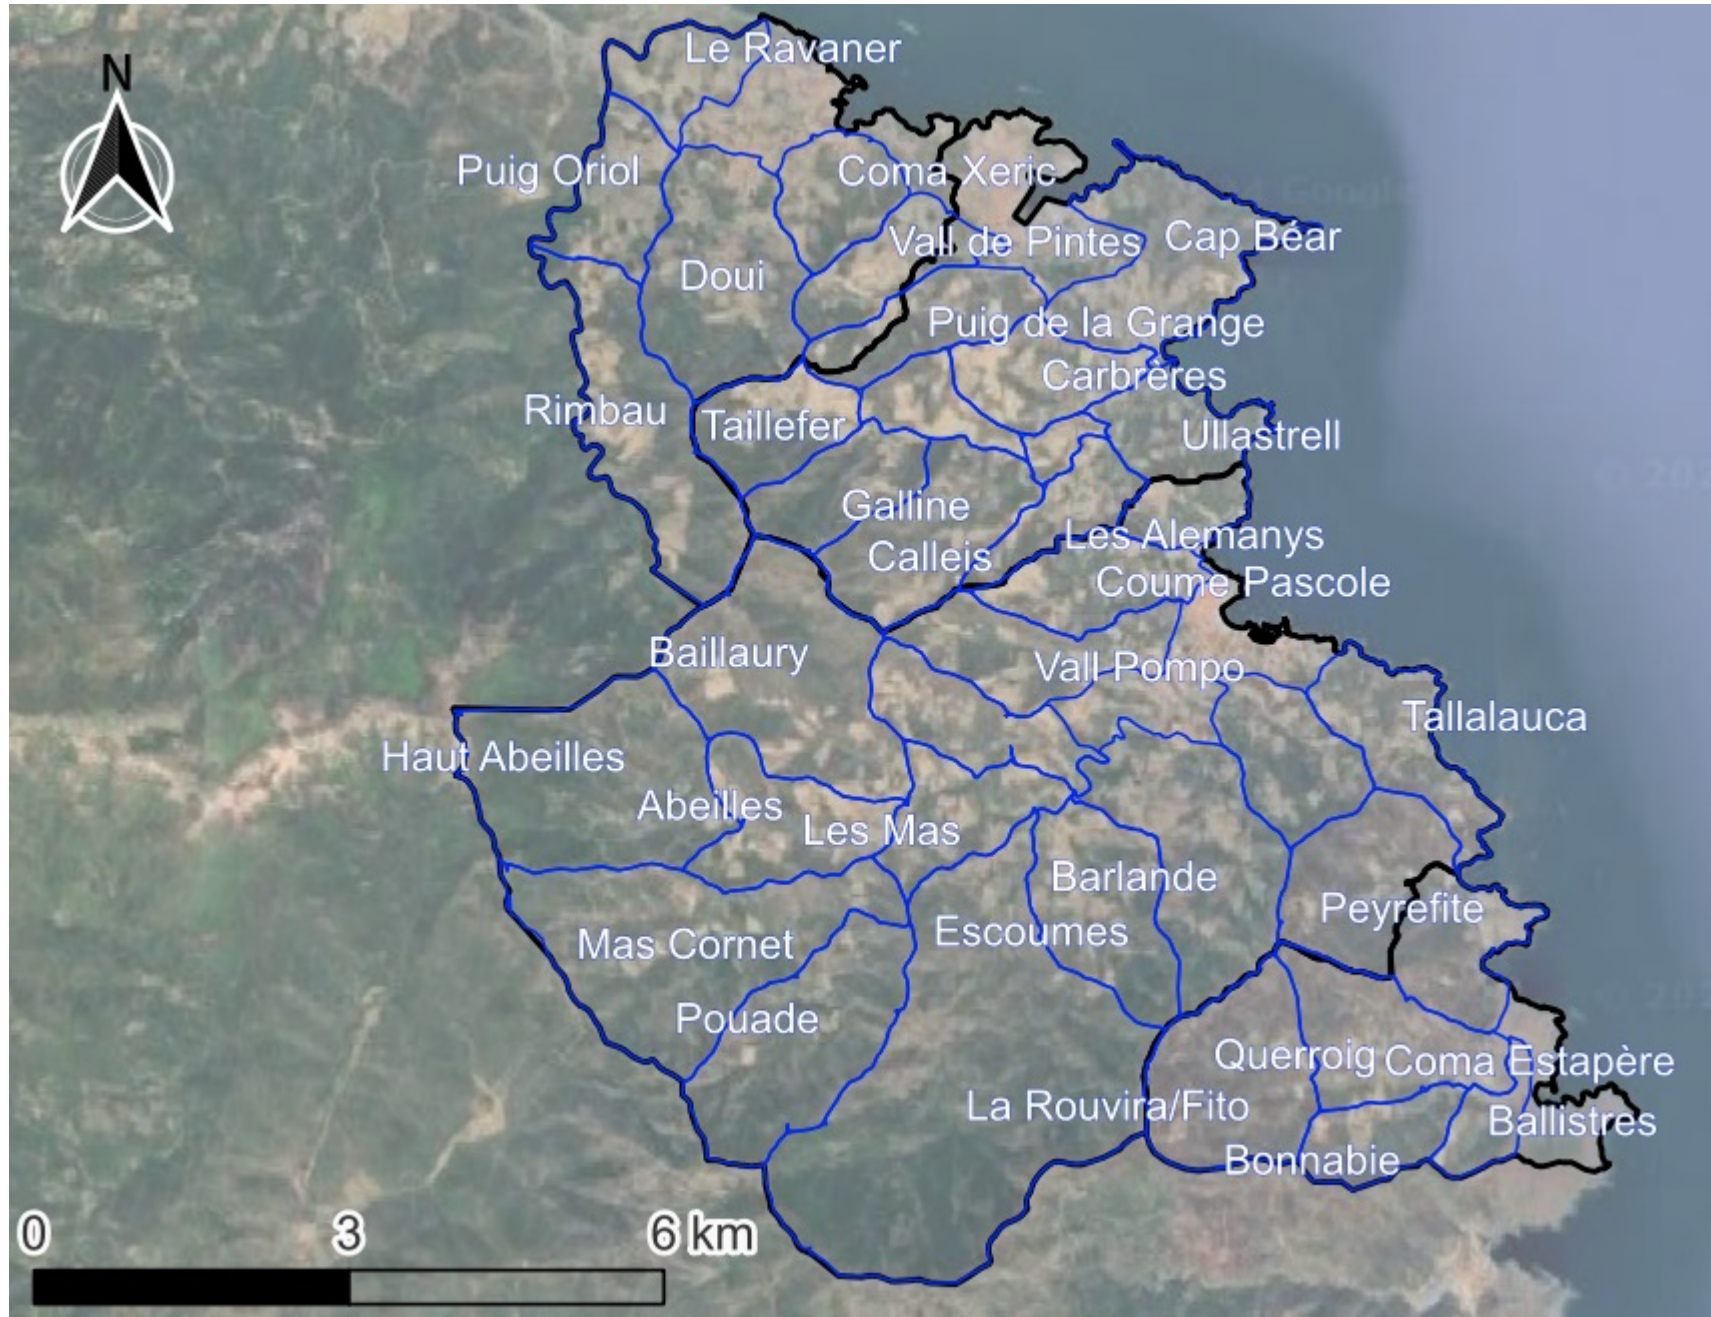 Le Ravaner
N
Puig Oriol
Coma Xeric
Vall de Pintes
Cap Béar
Doui
Puig de la Grange
Carbrères
Rimbau
Taillefer
Ullastrell
Galline
Les Alemanys
Calleis
Coume Pascole
Baillaury
Vall Pompo
Tallalauca
Haut Abeilles
Abeilles
Les Mas
Barlande
Peyrefite
Escoumes
Mas Cornet
Pouade
Querroig
Coma Estapère
La Rouvira/Fito
Ballistres
Bonnabie
0 3 6 km